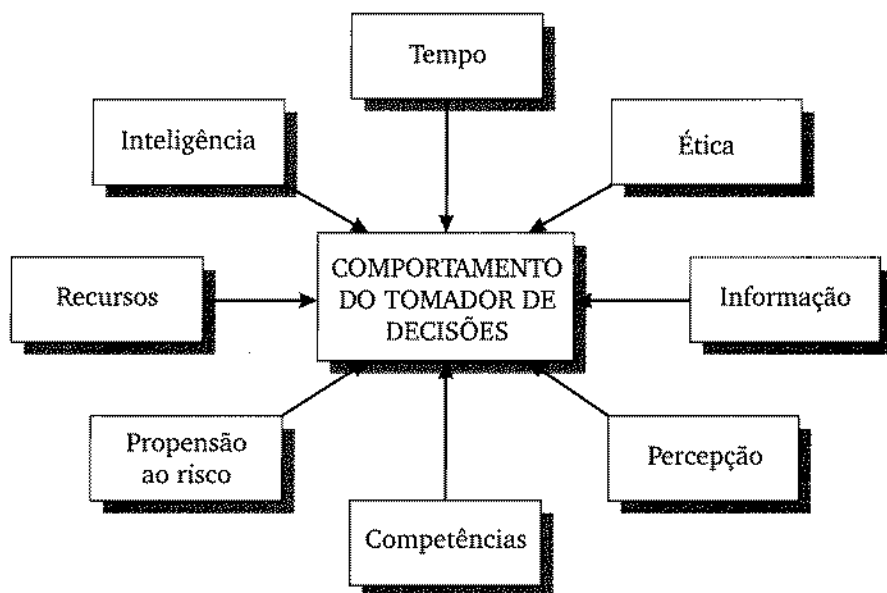 Tempo
Inteligência
Ética
COMPORTAMENTO
DO TOMADOR DE
DECISÕES
Recursos
Informação
Propensão
ao risco
Percepção
Competências